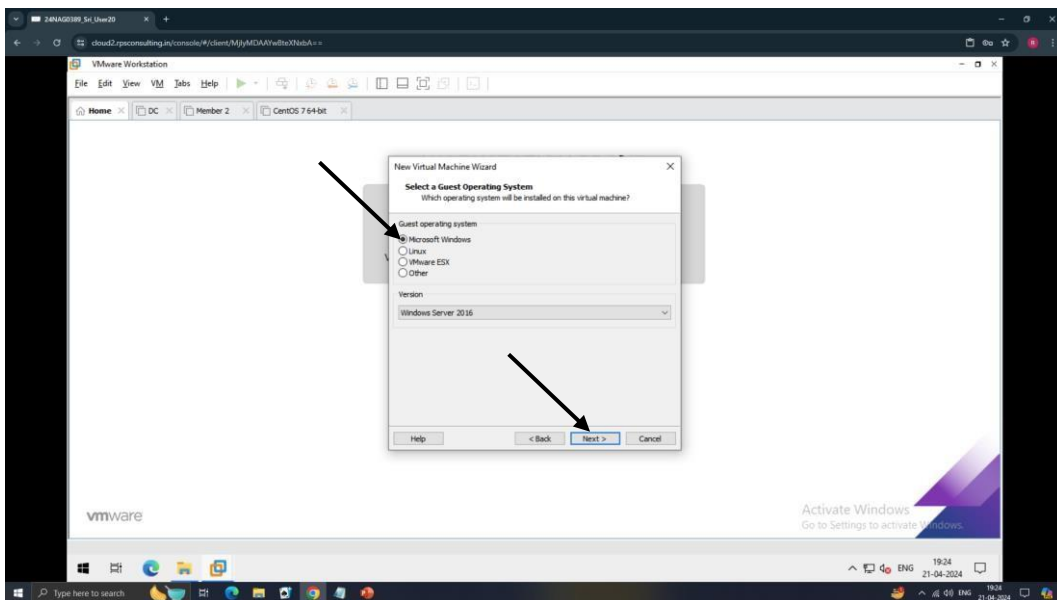 24NAG0389_Sri_User20
cloud2.rpsconsulting.in/console/#/client/MjIyMDAAYwBteXNxbA==
VMware Workstation
File Edit View VM Tabs Help
Home DC Member 2 CentOS 7 64-bit
New Virtual Machine Wizard
Select a Guest Operating System
Which operating system will be installed on this virtual machine?
Guest operating system
Microsoft Windows
Linux
VMware ESX
Other
Version
Windows Server 2016
Help < Back Next > Cancel
vmware
Activate Windows
Go to Settings to activate Windows.
ENG 19:24
21-04-2024
Type here to search
ENG 19:24
21-04-2024